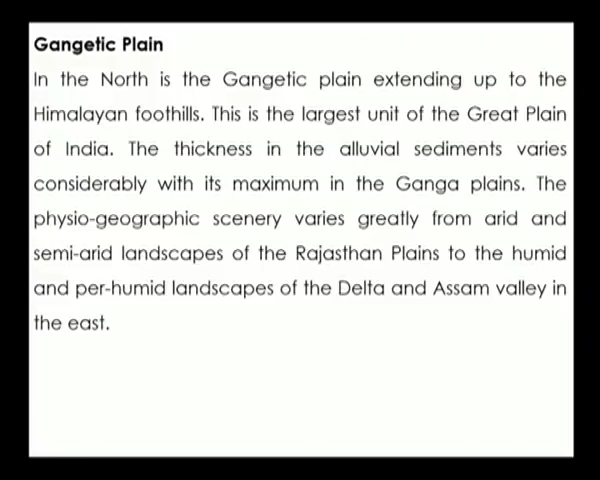 Gangetic Plain
In the North is the Gangetic plain extending up to the
Himalayan foothills. This is the largest unit of the Great Plain
of India. The thickness in the alluvial sediments varies
considerably with its maximum in the Ganga plains. The
physio-geographic scenery varies greatly from arid and
semi-arid landscapes of the Rajasthan Plains to the humid
and per-humid landscapes of the Delta and Assam valley in
the east.